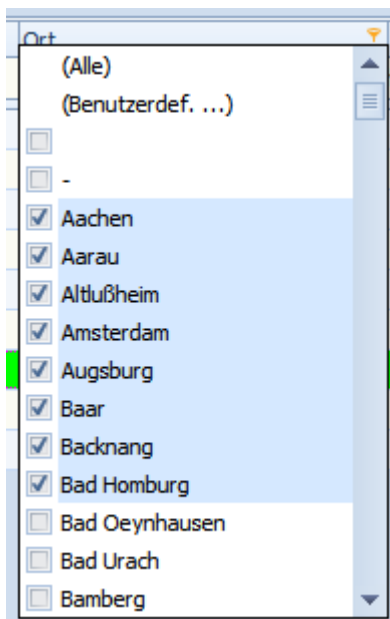 Ort
(Alle)
(Benutzerdef. ...)
-
Aachen
Aarau
Altlußheim
Amsterdam
Augsburg
Baar
Backnang
Bad Homburg
Bad Oeynhausen
Bad Urach
Bamberg